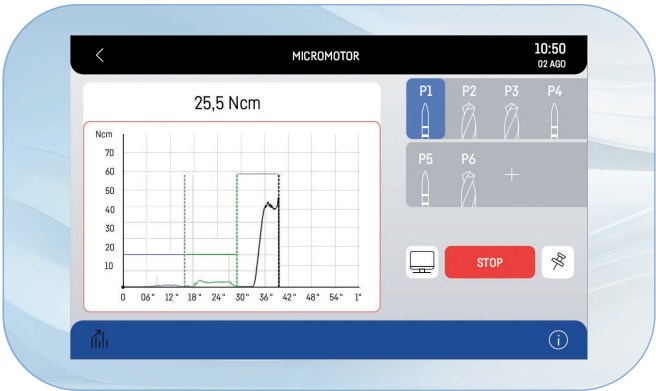 MICROMOTOR
10:50
02 AGO
25,5 Ncm
P1 P2 P3 P4
P5 P6
Ncm
70
60
50
40
30
20
10
0 06" 12" 18" 24" 30" 36" 42" 48" 54" 1"
STOP